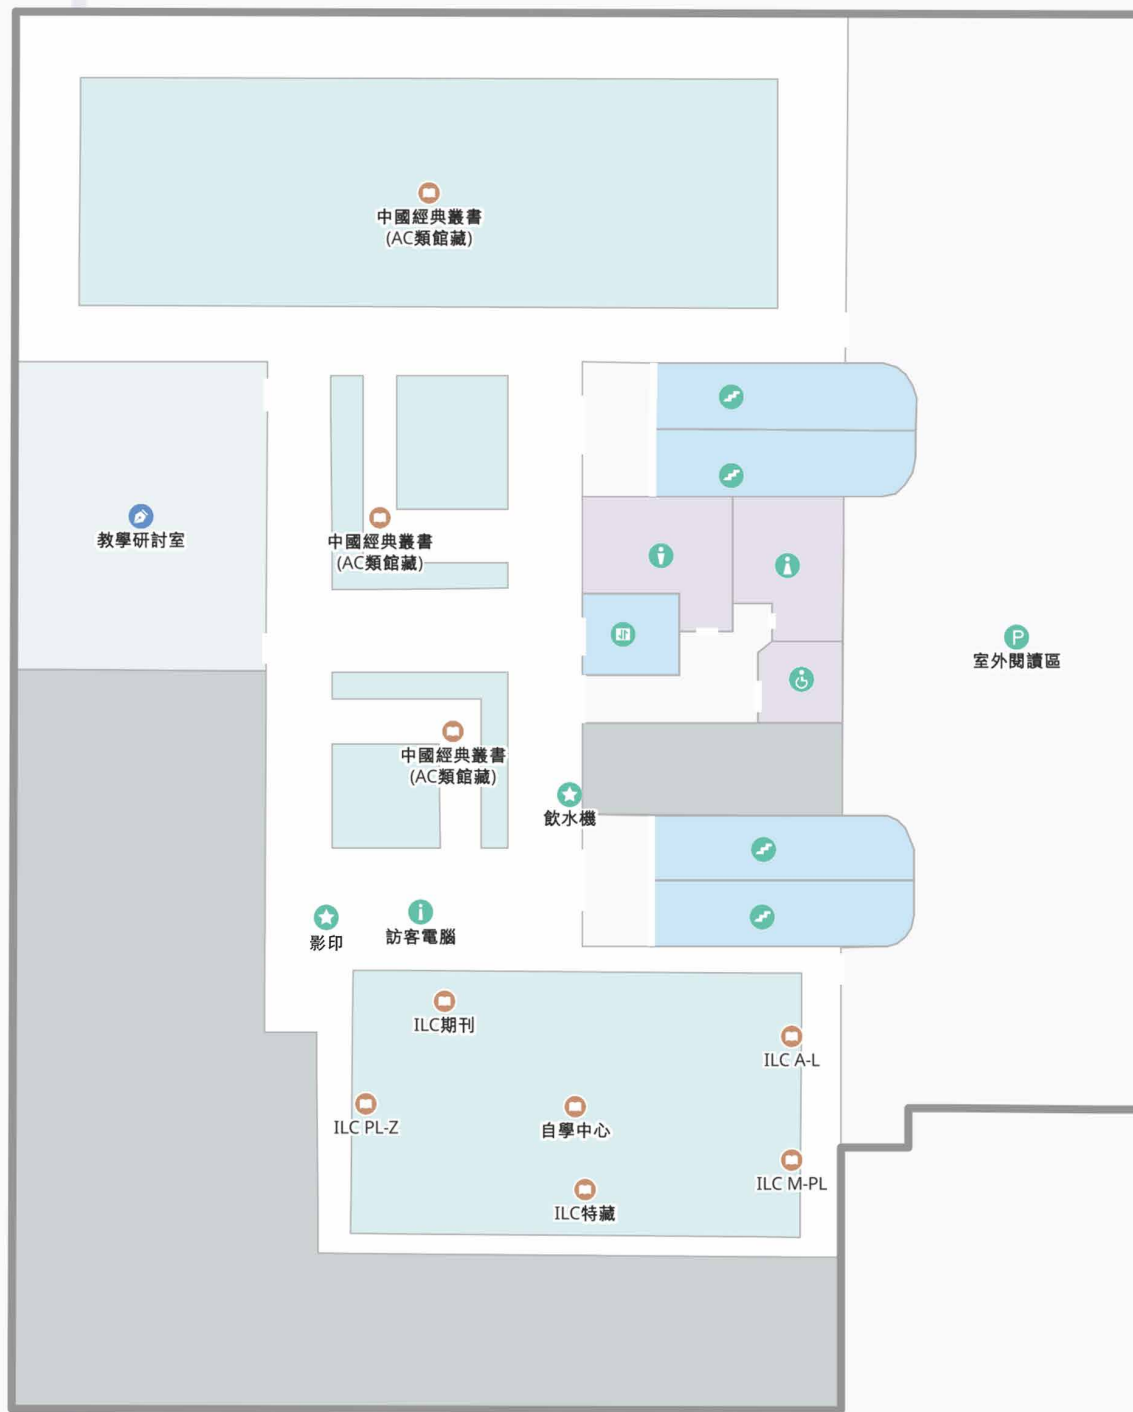 中國經典叢書
(AC類館藏)
教學研討室
中國經典叢書
(AC類館藏)
P
室外閱讀區
中國經典叢書
(AC類館藏)
飲水機
影印
訪客電腦
ILC期刊
ILC A-L
ILC PL-Z
自學中心
ILC M-PL
ILC特藏